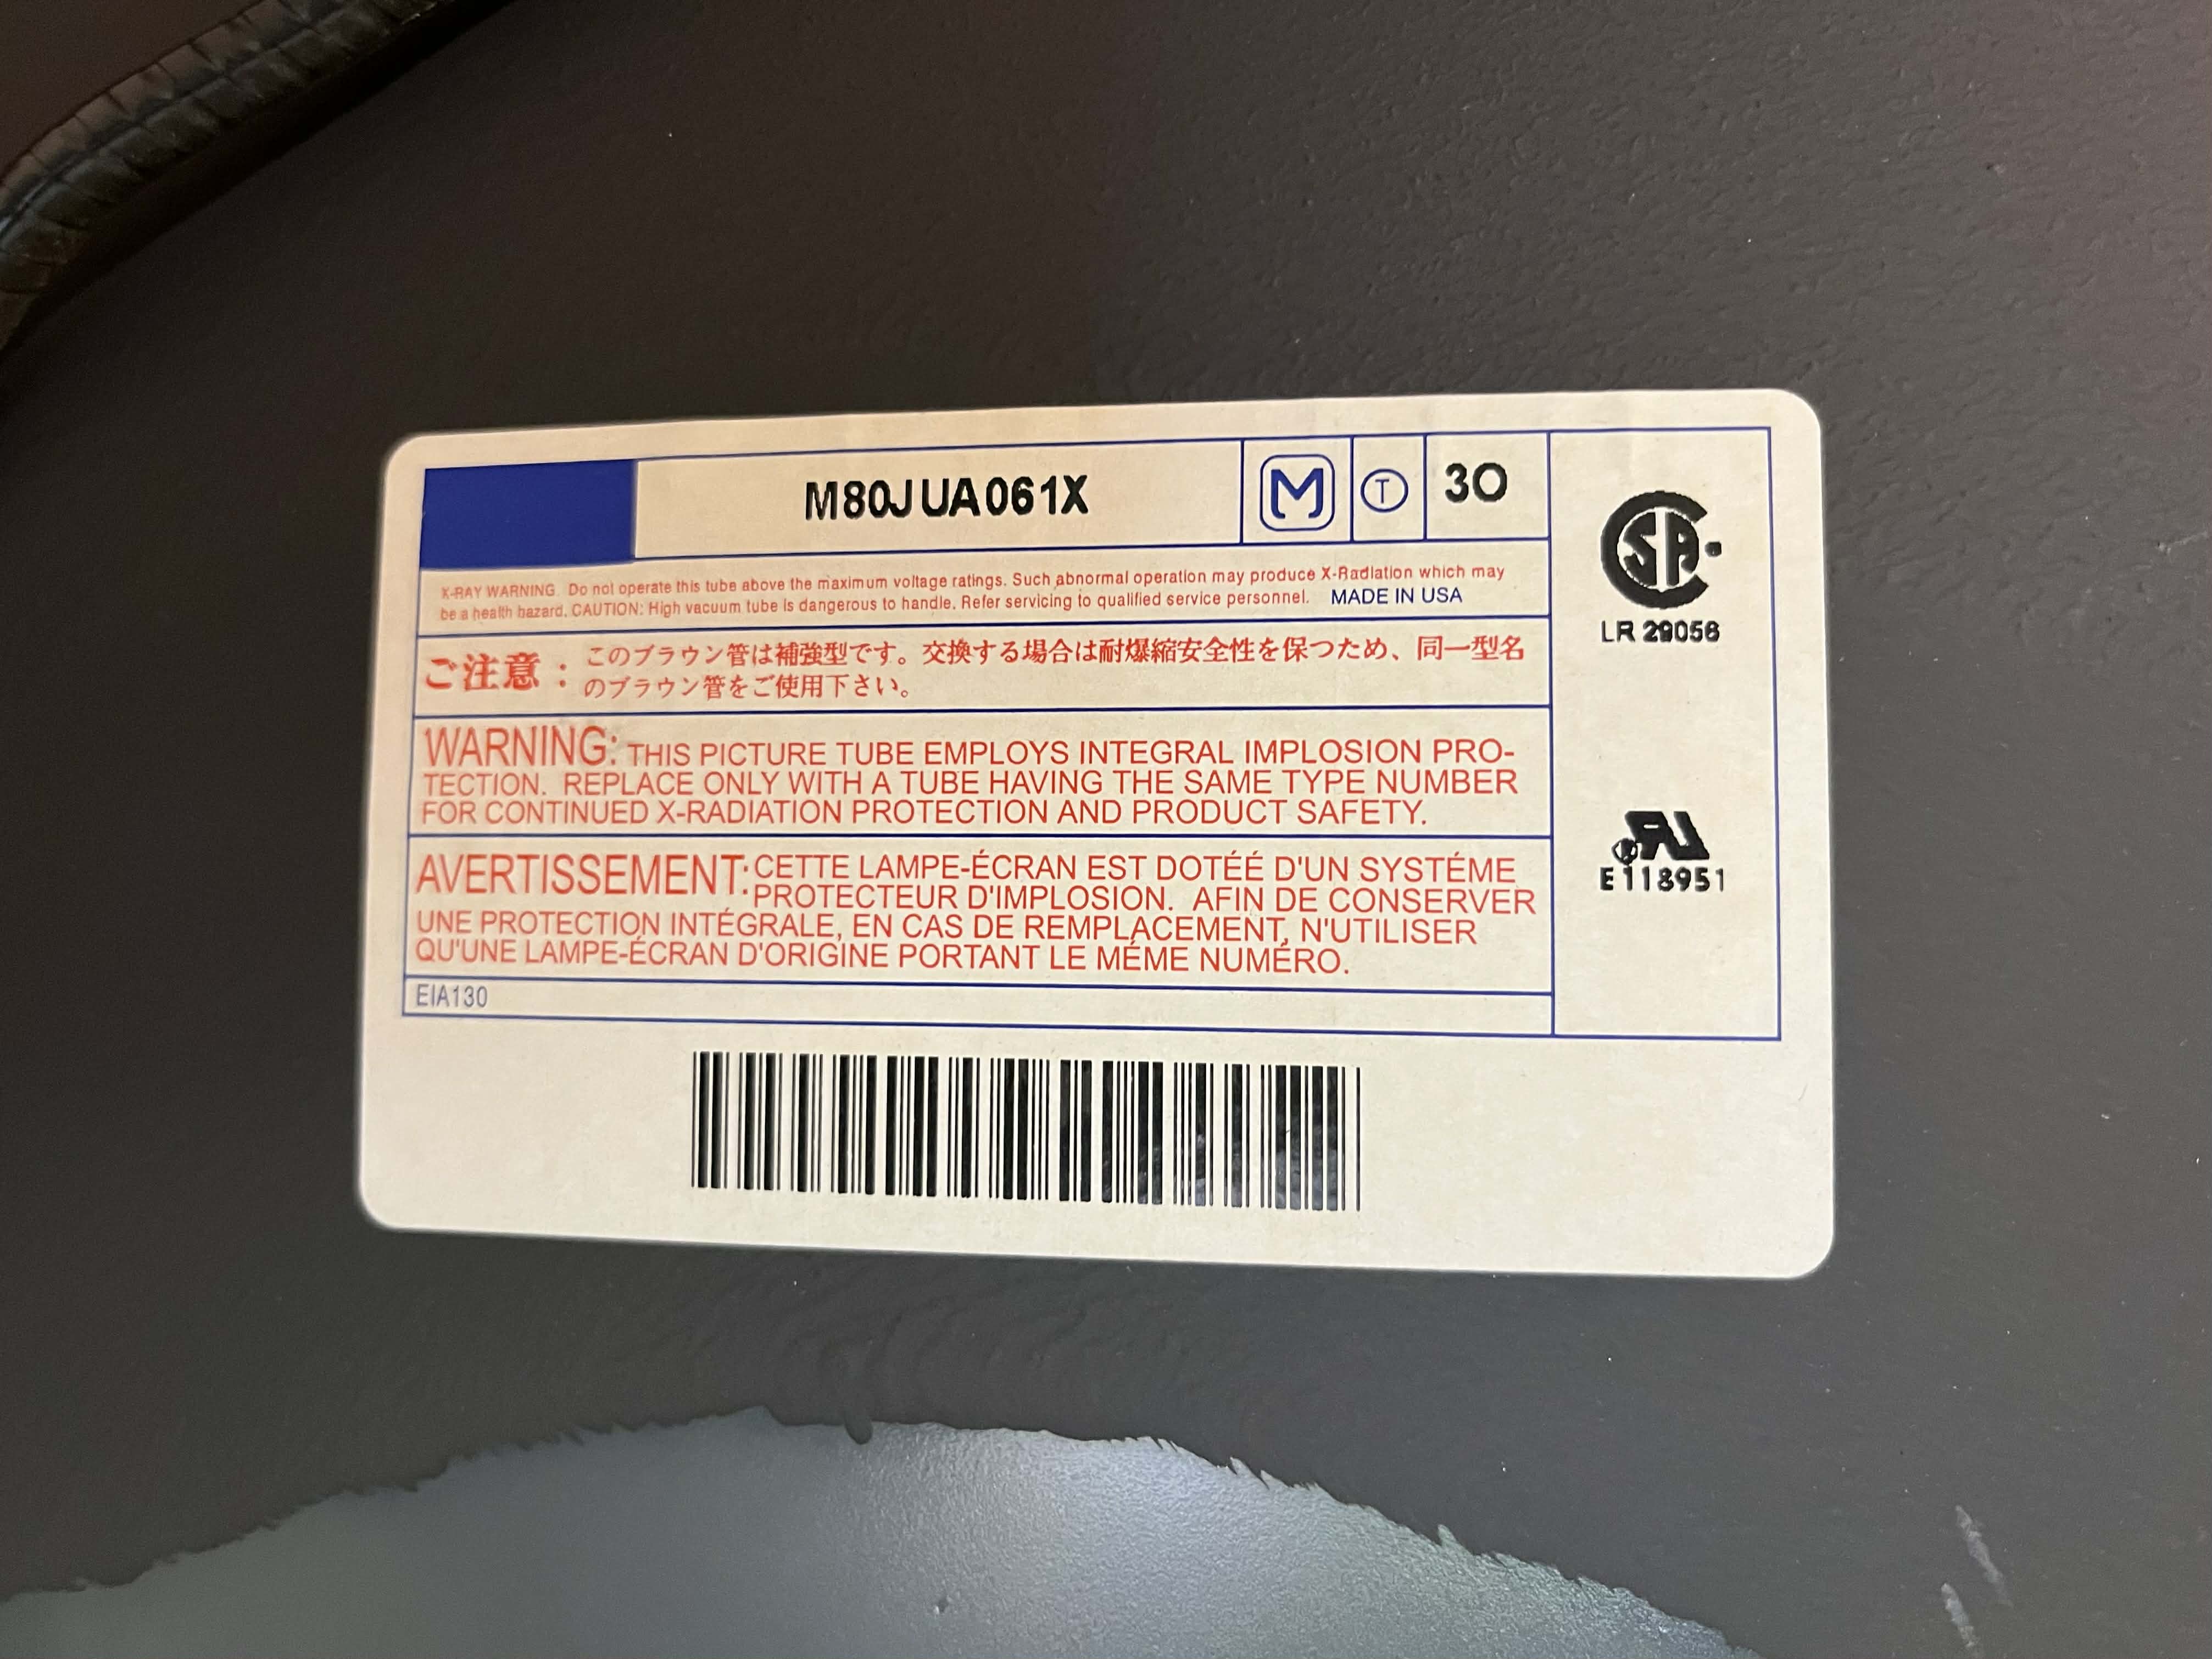 M80JUA061X
M
T
30
X-RAY WARNING. Do not operate this tube above the maximum voltage ratings. Such abnormal operation may produce X-Radiation which may
be a health hazard. CAUTION: High vacuum tube is dangerous to handle. Refer servicing to qualified service personnel. MADE IN USA
ご注意：このブラウン管は補強型です。交換する場合は耐爆縮安全性を保つため、同一型名
のブラウン管をご使用下さい。
WARNING: THIS PICTURE TUBE EMPLOYS INTEGRAL IMPLOSION PRO-
TECTION. REPLACE ONLY WITH A TUBE HAVING THE SAME TYPE NUMBER
FOR CONTINUED X-RADIATION PROTECTION AND PRODUCT SAFETY.
AVERTISSEMENT: CETTE LAMPE-ÉCRAN EST DOTÉÉ D'UN SYSTÉME
PROTECTEUR D'IMPLOSION. AFIN DE CONSERVER
UNE PROTECTION INTÉGRALE, EN CAS DE REMPLACEMENT, N'UTILISER
QU'UNE LAMPE-ÉCRAN D'ORIGINE PORTANT LE MÉME NUMÉRO.
EIA130
CSA
LR 29056
RU
E118951